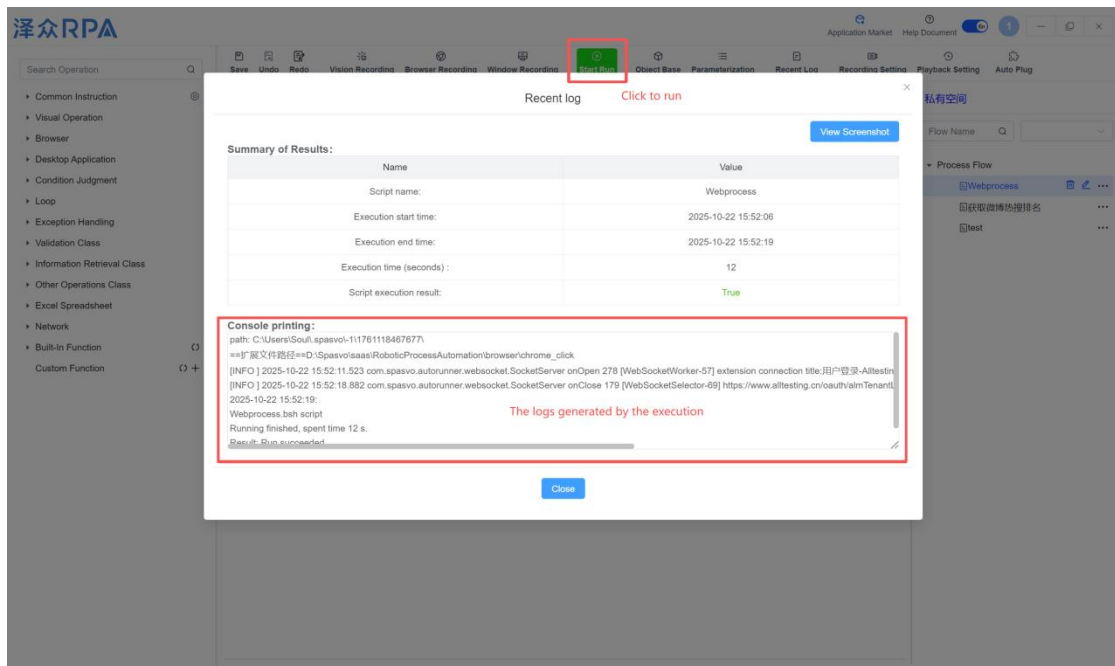 泽众RPA
Application Market
Help Document
1
Search Operation
Save
Undo
Redo
Vision Recording
Browser Recording
Window Recording
Start Run
Object Base
Parameterization
Recent Log
Recording Setting
Playback Setting
Auto Plug
Common Instruction
Visual Operation
Browser
Desktop Application
Condition Judgment
Loop
Exception Handling
Validation Class
Information Retrieval Class
Other Operations Class
Excel Spreadsheet
Network
Built-In Function
Custom Function
Recent log
Click to run
View Screenshot
Summary of Results:
Name Value
Script name: Webprocess
Execution start time: 2025-10-22 15:52:06
Execution end time: 2025-10-22 15:52:19
Execution time (seconds) : 12
Script execution result: True
Console printing:
path: C:\Users\Soul\.spasvo\-1\1761118467677\
==扩展文件路径==D:\Spasvo\saas\RoboticProcessAutomation\browser\chrome_click
[INFO ] 2025-10-22 15:52:11.523 com.spasvo.autorunner.websocket.SocketServer onOpen 278 [WebSocketWorker-57] extension connection title:用户登录-Alltestin
[INFO ] 2025-10-22 15:52:18.882 com.spasvo.autorunner.websocket.SocketServer onClose 179 [WebSocketSelector-69] https://www.alltesting.cn/oauth/almTenantL
2025-10-22 15:52:19:
Webprocess.bsh script
The logs generated by the execution
Running finished, spent time 12 s.
Result: Run succeeded
Close
私有空间
Flow Name
Process Flow
Webprocess
获取微博热搜排名
test